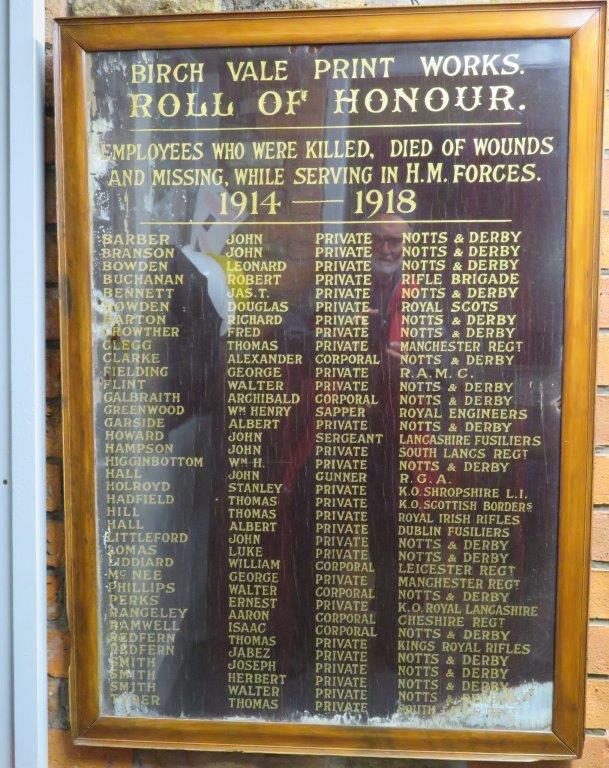 BIRCH VALE PRINT WORKS.
ROLL OF HONOUR.
EMPLOYEES WHO WERE KILLED, DIED OF WOUNDS
AND MISSING, WHILE SERVING IN H.M. FORCES.
1914 — 1918
BARBER JOHN PRIVATE NOTTS & DERBY
BRANSON JOHN PRIVATE NOTTS & DERBY
BOWDEN LEONARD PRIVATE NOTTS & DERBY
BUCHANAN ROBERT PRIVATE RIFLE BRIGADE
BENNETT JAS. T. PRIVATE NOTTS & DERBY
DOUGLAS PRIVATE ROYAL SCOTS
BARTON RICHARD PRIVATE NOTTS & DERBY
CROWTHER FRED PRIVATE NOTTS & DERBY
CLEGG THOMAS PRIVATE MANCHESTER REGT
CLARKE ALEXANDER CORPORAL NOTTS & DERBY
FIELDING GEORGE PRIVATE R.A.M.C.
FLINT WALTER PRIVATE NOTTS & DERBY
GALBRAITH ARCHIBALD CORPORAL NOTTS & DERBY
GREENWOOD WM HENRY SAPPER ROYAL ENGINEERS
GARSIDE ALBERT PRIVATE NOTTS & DERBY
HOWARD JOHN SERGEANT LANCASHIRE FUSILIERS
HAMPSON JOHN PRIVATE SOUTH LANCS REGT
HIGGINBOTTOM WM H. PRIVATE NOTTS & DERBY
HALL JOHN GUNNER R.G.A.
HOLROYD STANLEY PRIVATE K.O. SHROPSHIRE L.I.
HADFIELD THOMAS PRIVATE K.O. SCOTTISH BORDERS
HILL THOMAS PRIVATE ROYAL IRISH RIFLES
HALL ALBERT PRIVATE DUBLIN FUSILIERS
LITTLEFORD JOHN PRIVATE NOTTS & DERBY
LOMAS LUKE PRIVATE NOTTS & DERBY
LIDDIARD WILLIAM CORPORAL LEICESTER REGT
MC NEE GEORGE PRIVATE MANCHESTER REGT
PHILLIPS WALTER CORPORAL NOTTS & DERBY
PERKS ERNEST PRIVATE K.O. ROYAL LANCASHIRE
RANGELEY AARON CORPORAL CHESHIRE REGT
RAMWELL ISAAC CORPORAL NOTTS & DERBY
REDFERN THOMAS PRIVATE KINGS ROYAL RIFLES
REDFERN JABEZ PRIVATE NOTTS & DERBY
SMITH JOSEPH PRIVATE NOTTS & DERBY
SMITH HERBERT PRIVATE NOTTS & DERBY
SMITH WALTER PRIVATE NOTTS & DERBY
THOMAS PRIVATE SOUTH